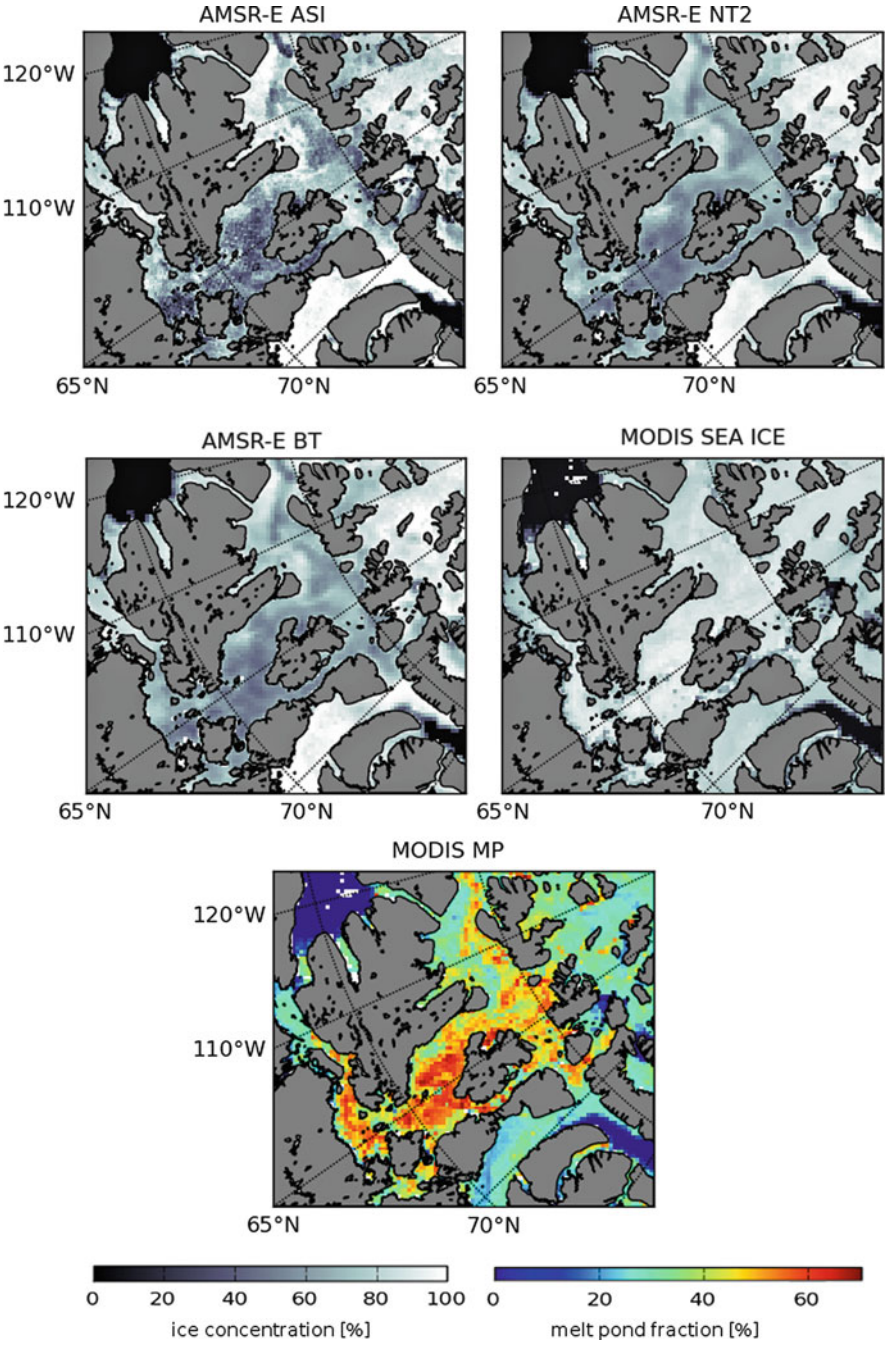 AMSR-E ASI
AMSR-E NT2
120°W
120°W
110°W
110°W
65°N
70°N
65°N
70°N
AMSR-E BT
MODIS SEA ICE
120°W
120°W
110°W
110°W
65°N
70°N
65°N
70°N
MODIS MP
120°W
110°W
65°N
70°N
0 20 40 60 80 100
ice concentration [%]
0 20 40 60
melt pond fraction [%]